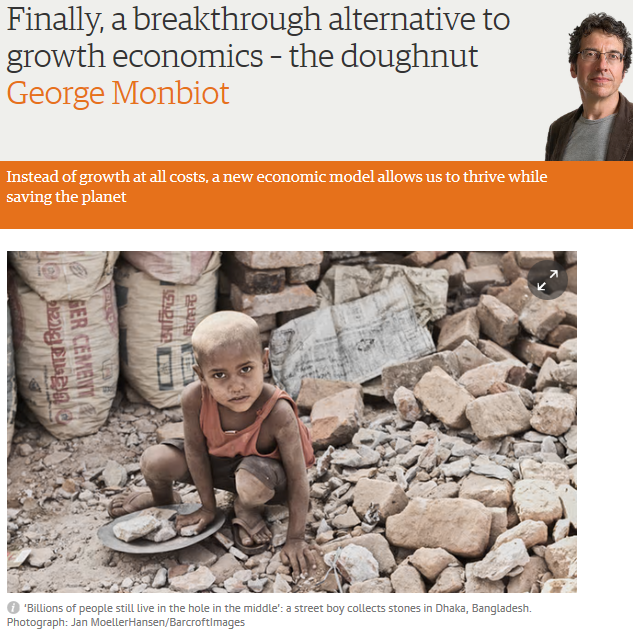 Finally, a breakthrough alternative to
growth economics – the doughnut
George Monbiot
Instead of growth at all costs, a new economic model allows us to thrive while
saving the planet
GER CEMENT
'Billions of people still live in the hole in the middle': a street boy collects stones in Dhaka, Bangladesh.
Photograph: Jan MoellerHansen/BarcroftImages